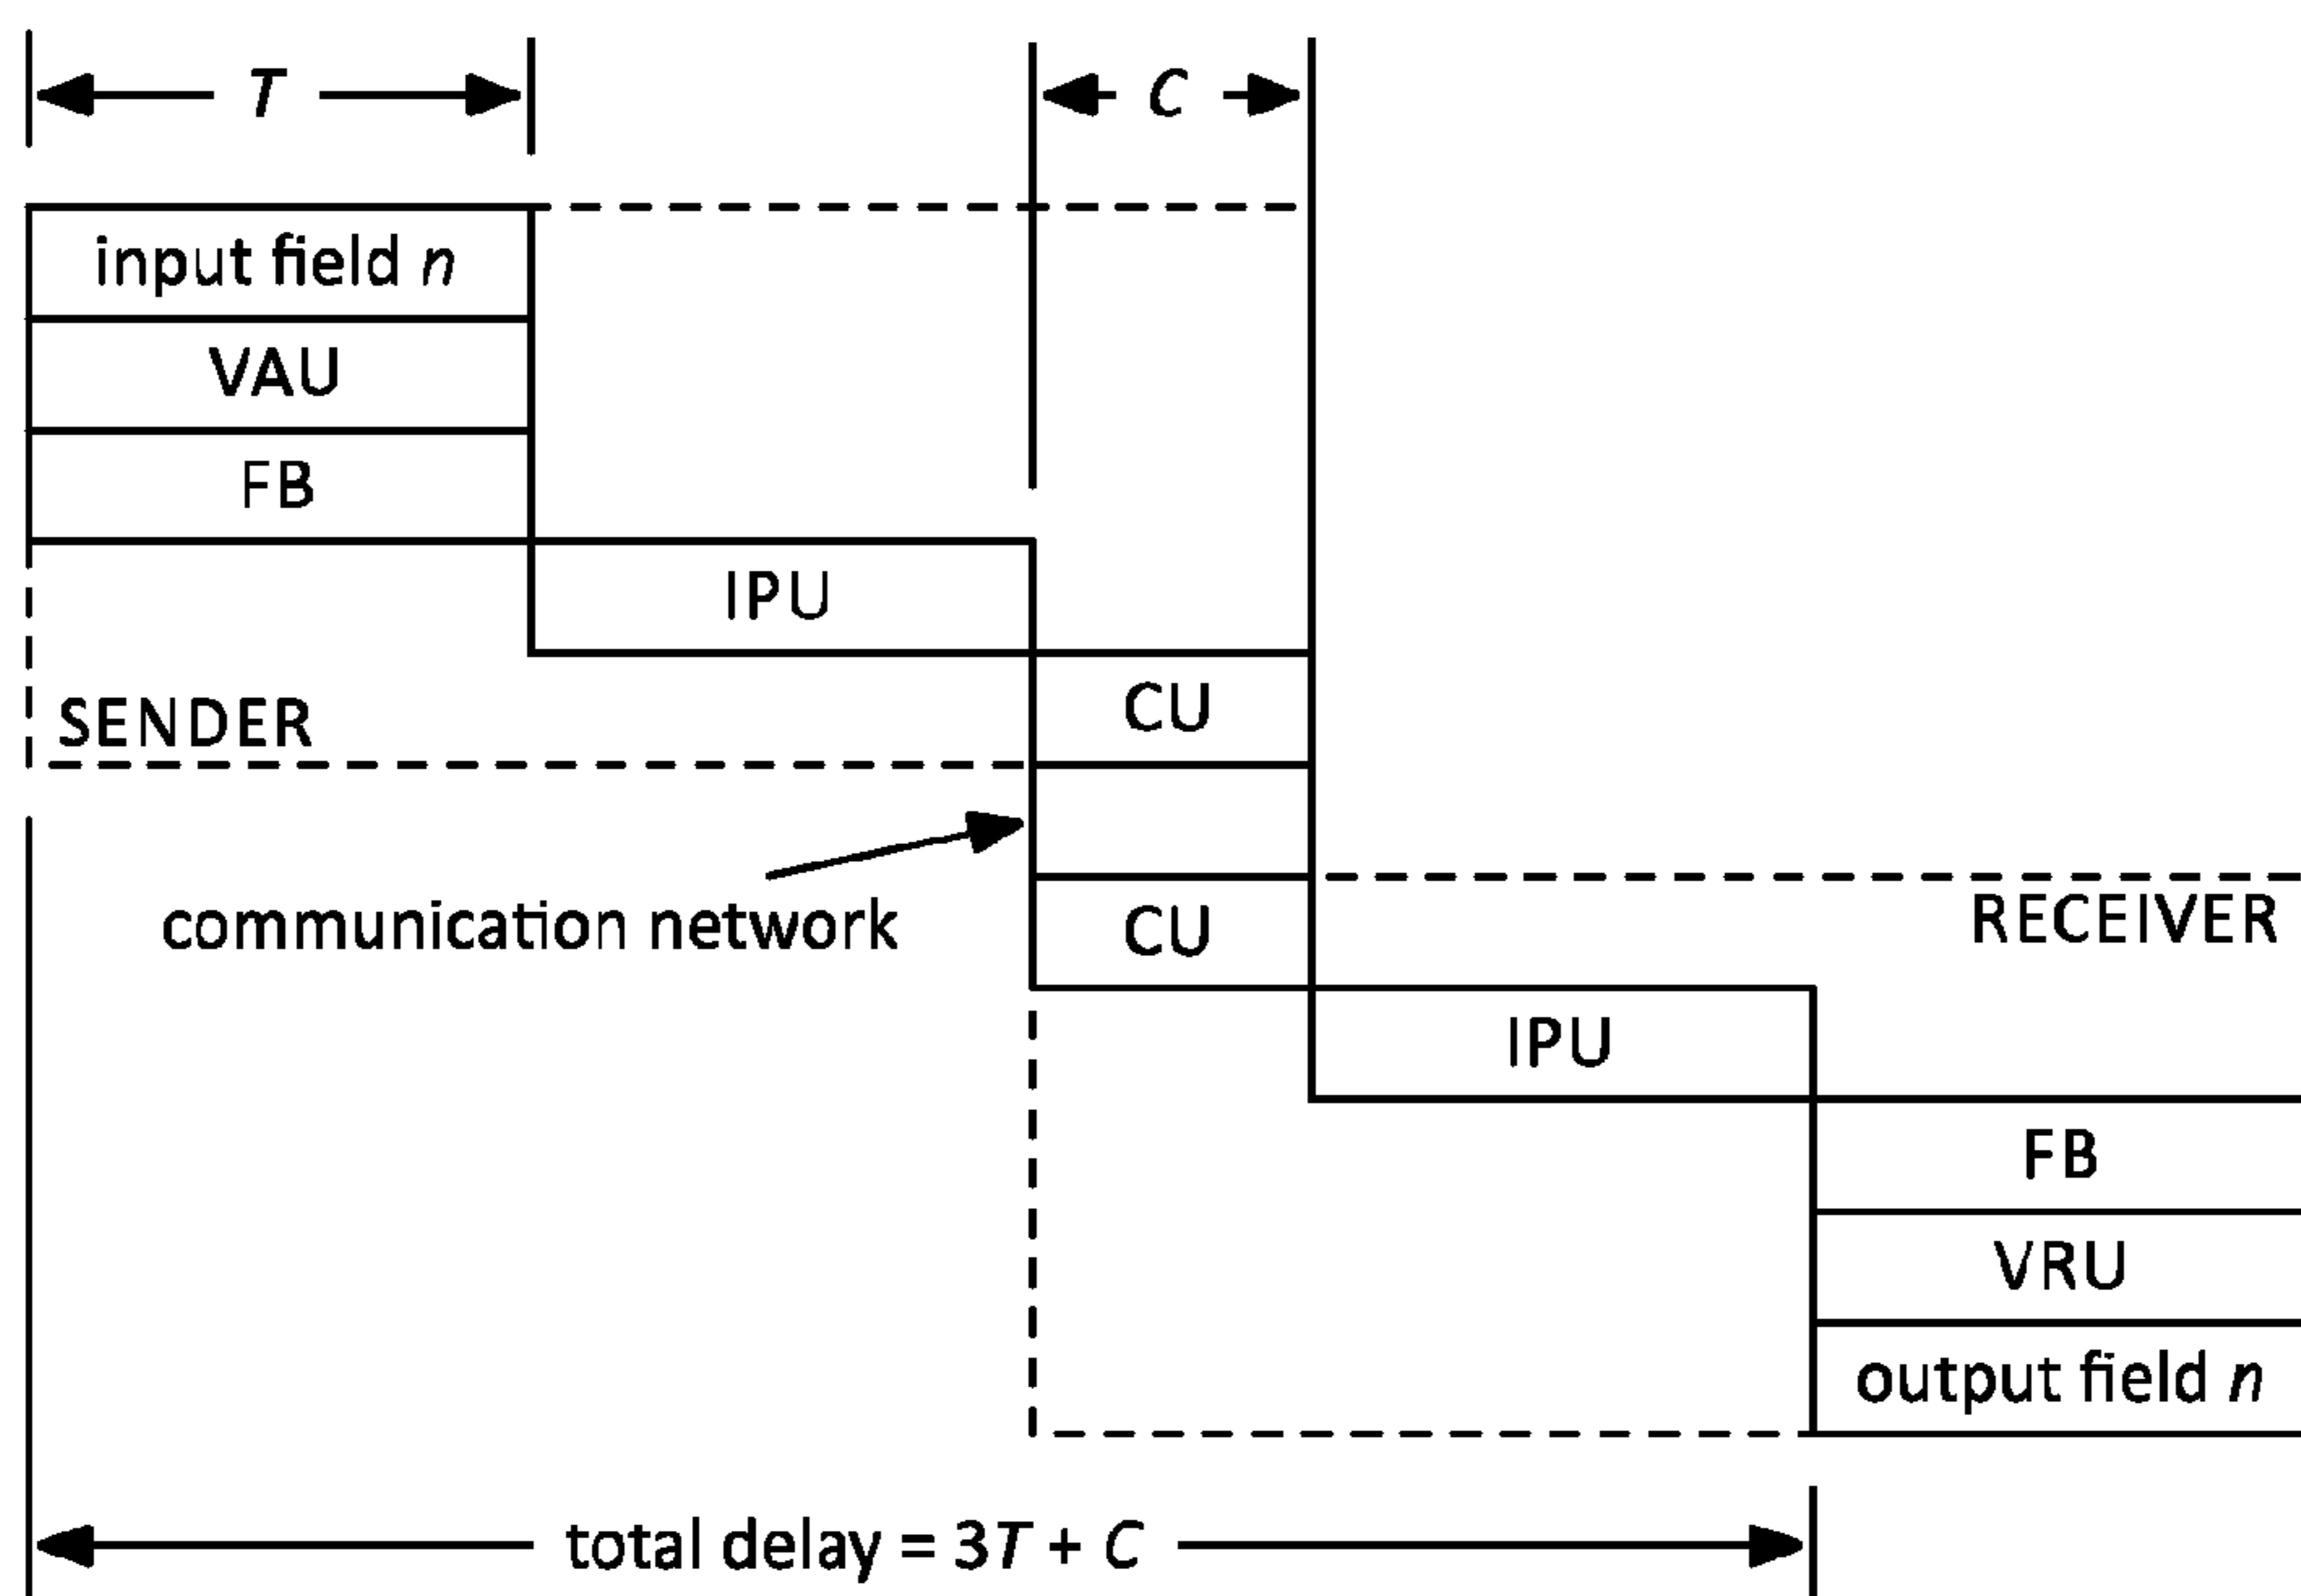 T
C
input field n
VAU
FB
IPU
SENDER
CU
communication network
CU
RECEIVER
IPU
FB
VRU
output field n
total delay = 3T + C